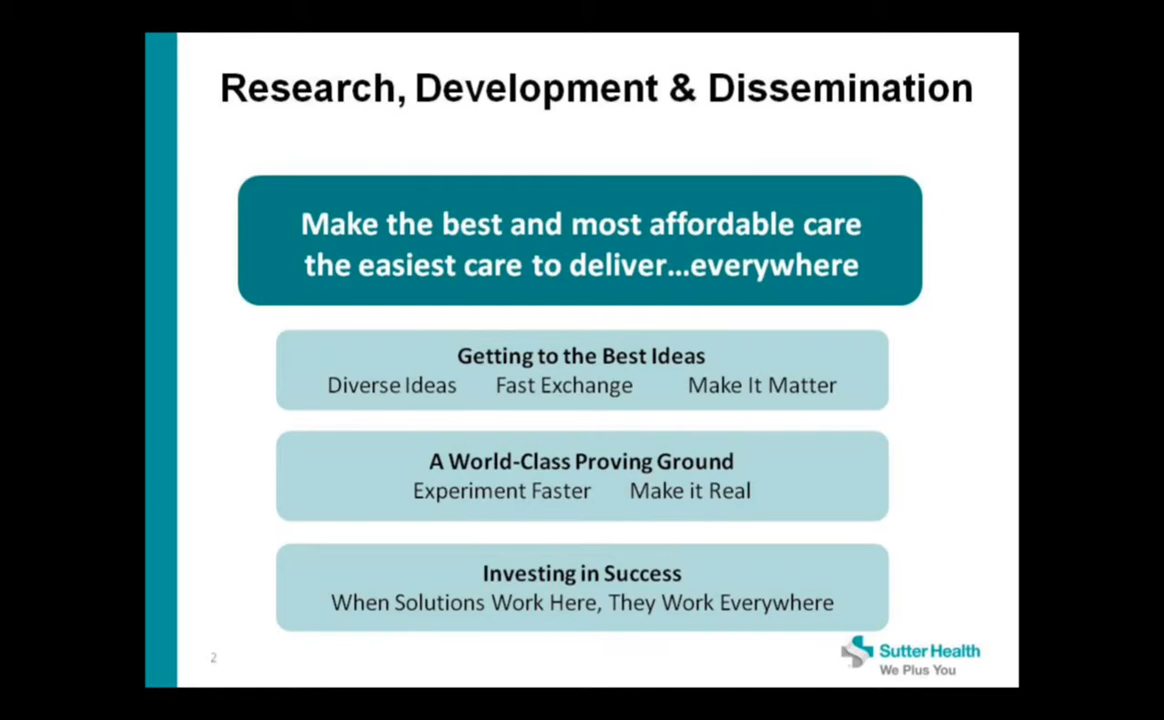 Research, Development & Dissemination
Make the best and most affordable care
the easiest care to deliver...everywhere
Getting to the Best Ideas
Diverse Ideas Fast Exchange Make It Matter
A World-Class Proving Ground
Experiment Faster Make it Real
Investing in Success
When Solutions Work Here, They Work Everywhere
2
Sutter Health
We Plus You